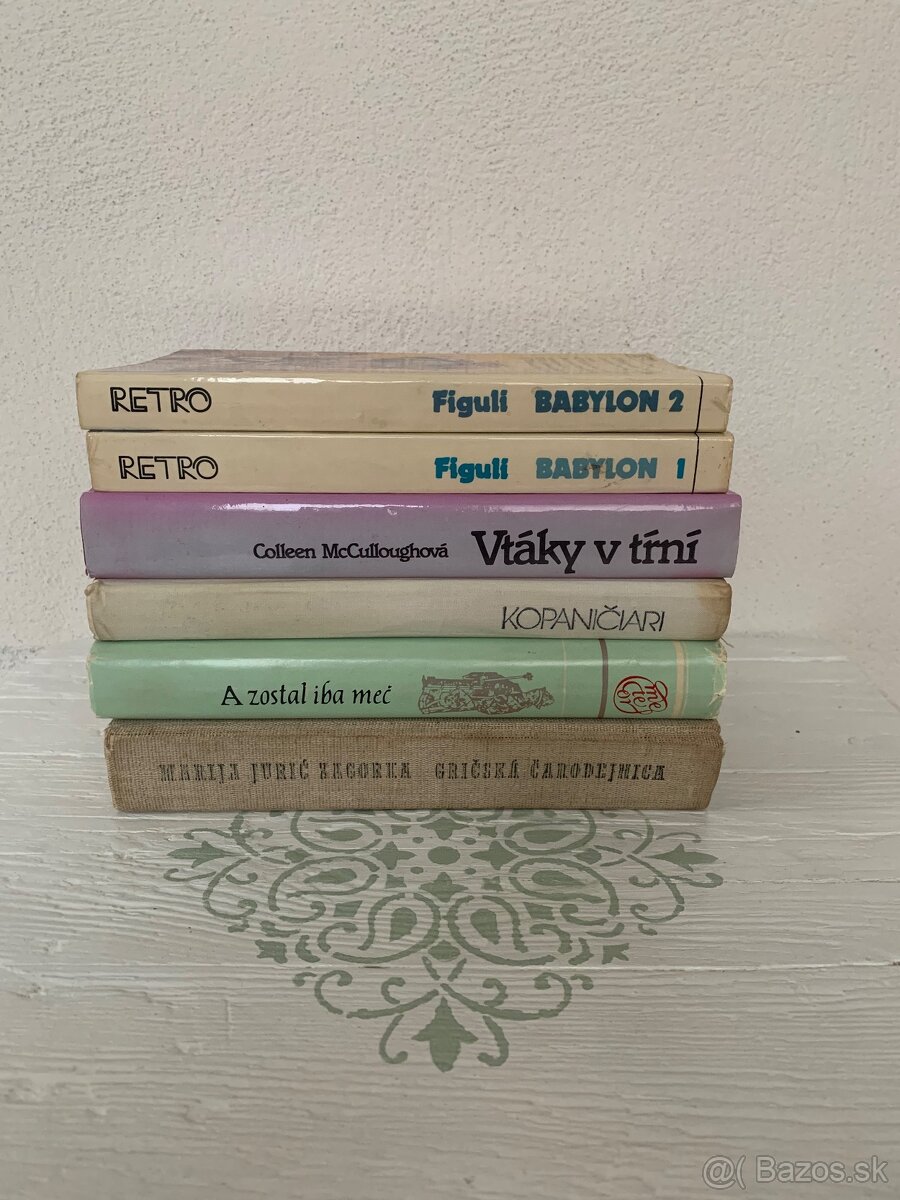 RETRO Figuli BABYLON 2
RETRO Figuli BABYLON 1
Colleen McCulloughová Vtáky v tŕní
KOPANIČIARI
A zostal iba meč
meteor
MARIJA JURIĆ ZAGORKA GRIČSKÁ ČARODEJNICA
@( Bazos.sk